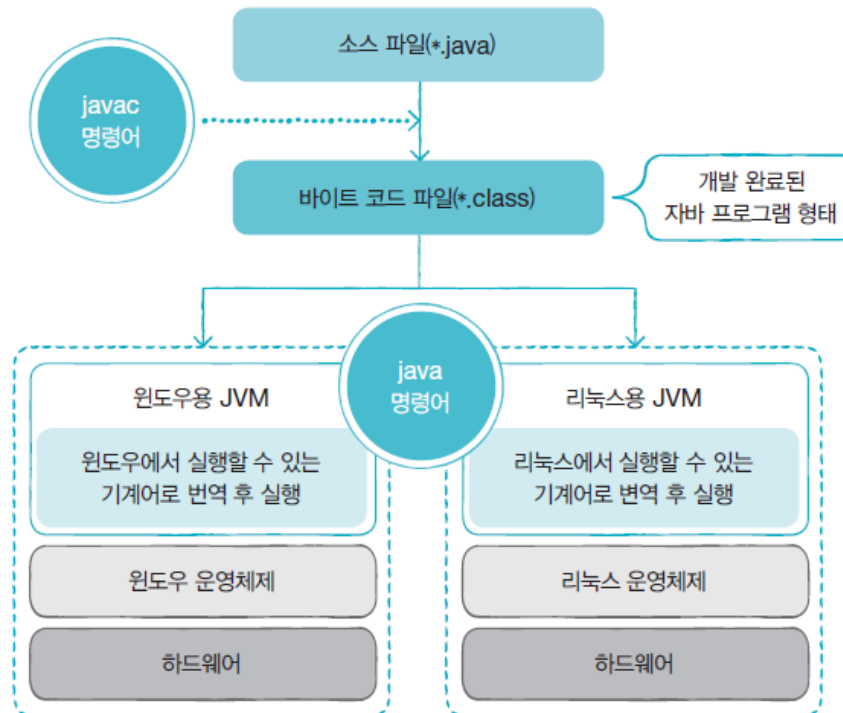 소스 파일(*.java)
javac
명령어
바이트 코드 파일(*.class)
개발 완료된
자바 프로그램 형태
java
명령어
윈도우용 JVM
윈도우에서 실행할 수 있는
기계어로 번역 후 실행
윈도우 운영체제
하드웨어
리눅스용 JVM
리눅스에서 실행할 수 있는
기계어로 변역 후 실행
리눅스 운영체제
하드웨어